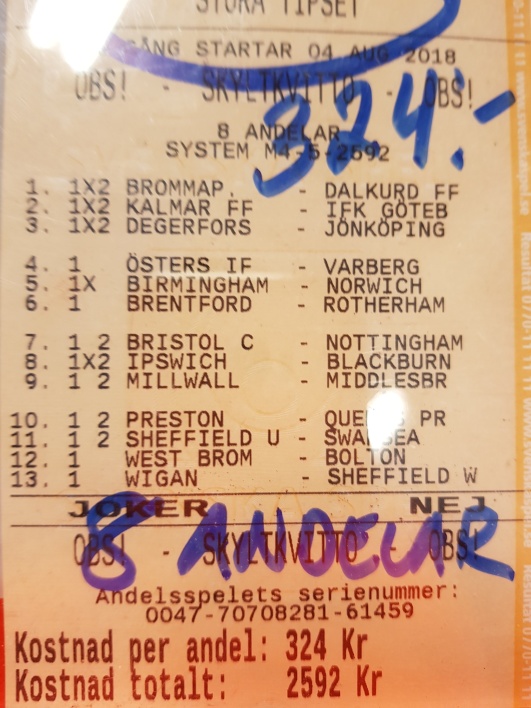 STORA TIPSET
GÅNG STARTAR 04 AUG 2018
OBS! - SKYLTKVITTO - OBS!
324:-
8 ANDELAR
SYSTEM M4-5-2592
1. 1X2 BROMMAP. - DALKURD FF
2. 1X2 KALMAR FF - IFK GÖTEB
3. 1X2 DEGERFORS - JÖNKÖPING
4. 1 ÖSTERS IF - VARBERG
5. 1X BIRMINGHAM - NORWICH
6. 1 BRENTFORD - ROTHERHAM
7. 1 2 BRISTOL C - NOTTINGHAM
8. 1X2 IPSWICH - BLACKBURN
9. 1 2 MILLWALL - MIDDLESBR
10. 1 2 PRESTON - QUEENS PR
11. 1 2 SHEFFIELD U - SWANSEA
12. 1 WEST BROM - BOLTON
13. 1 WIGAN - SHEFFIELD W
JOKER NEJ
OBS! - SKYLTKVITTO - OBS!
8 ANDELAR
Andelsspelets serienummer:
0047-70708281-61459
Kostnad per andel: 324 Kr
Kostnad totalt: 2592 Kr